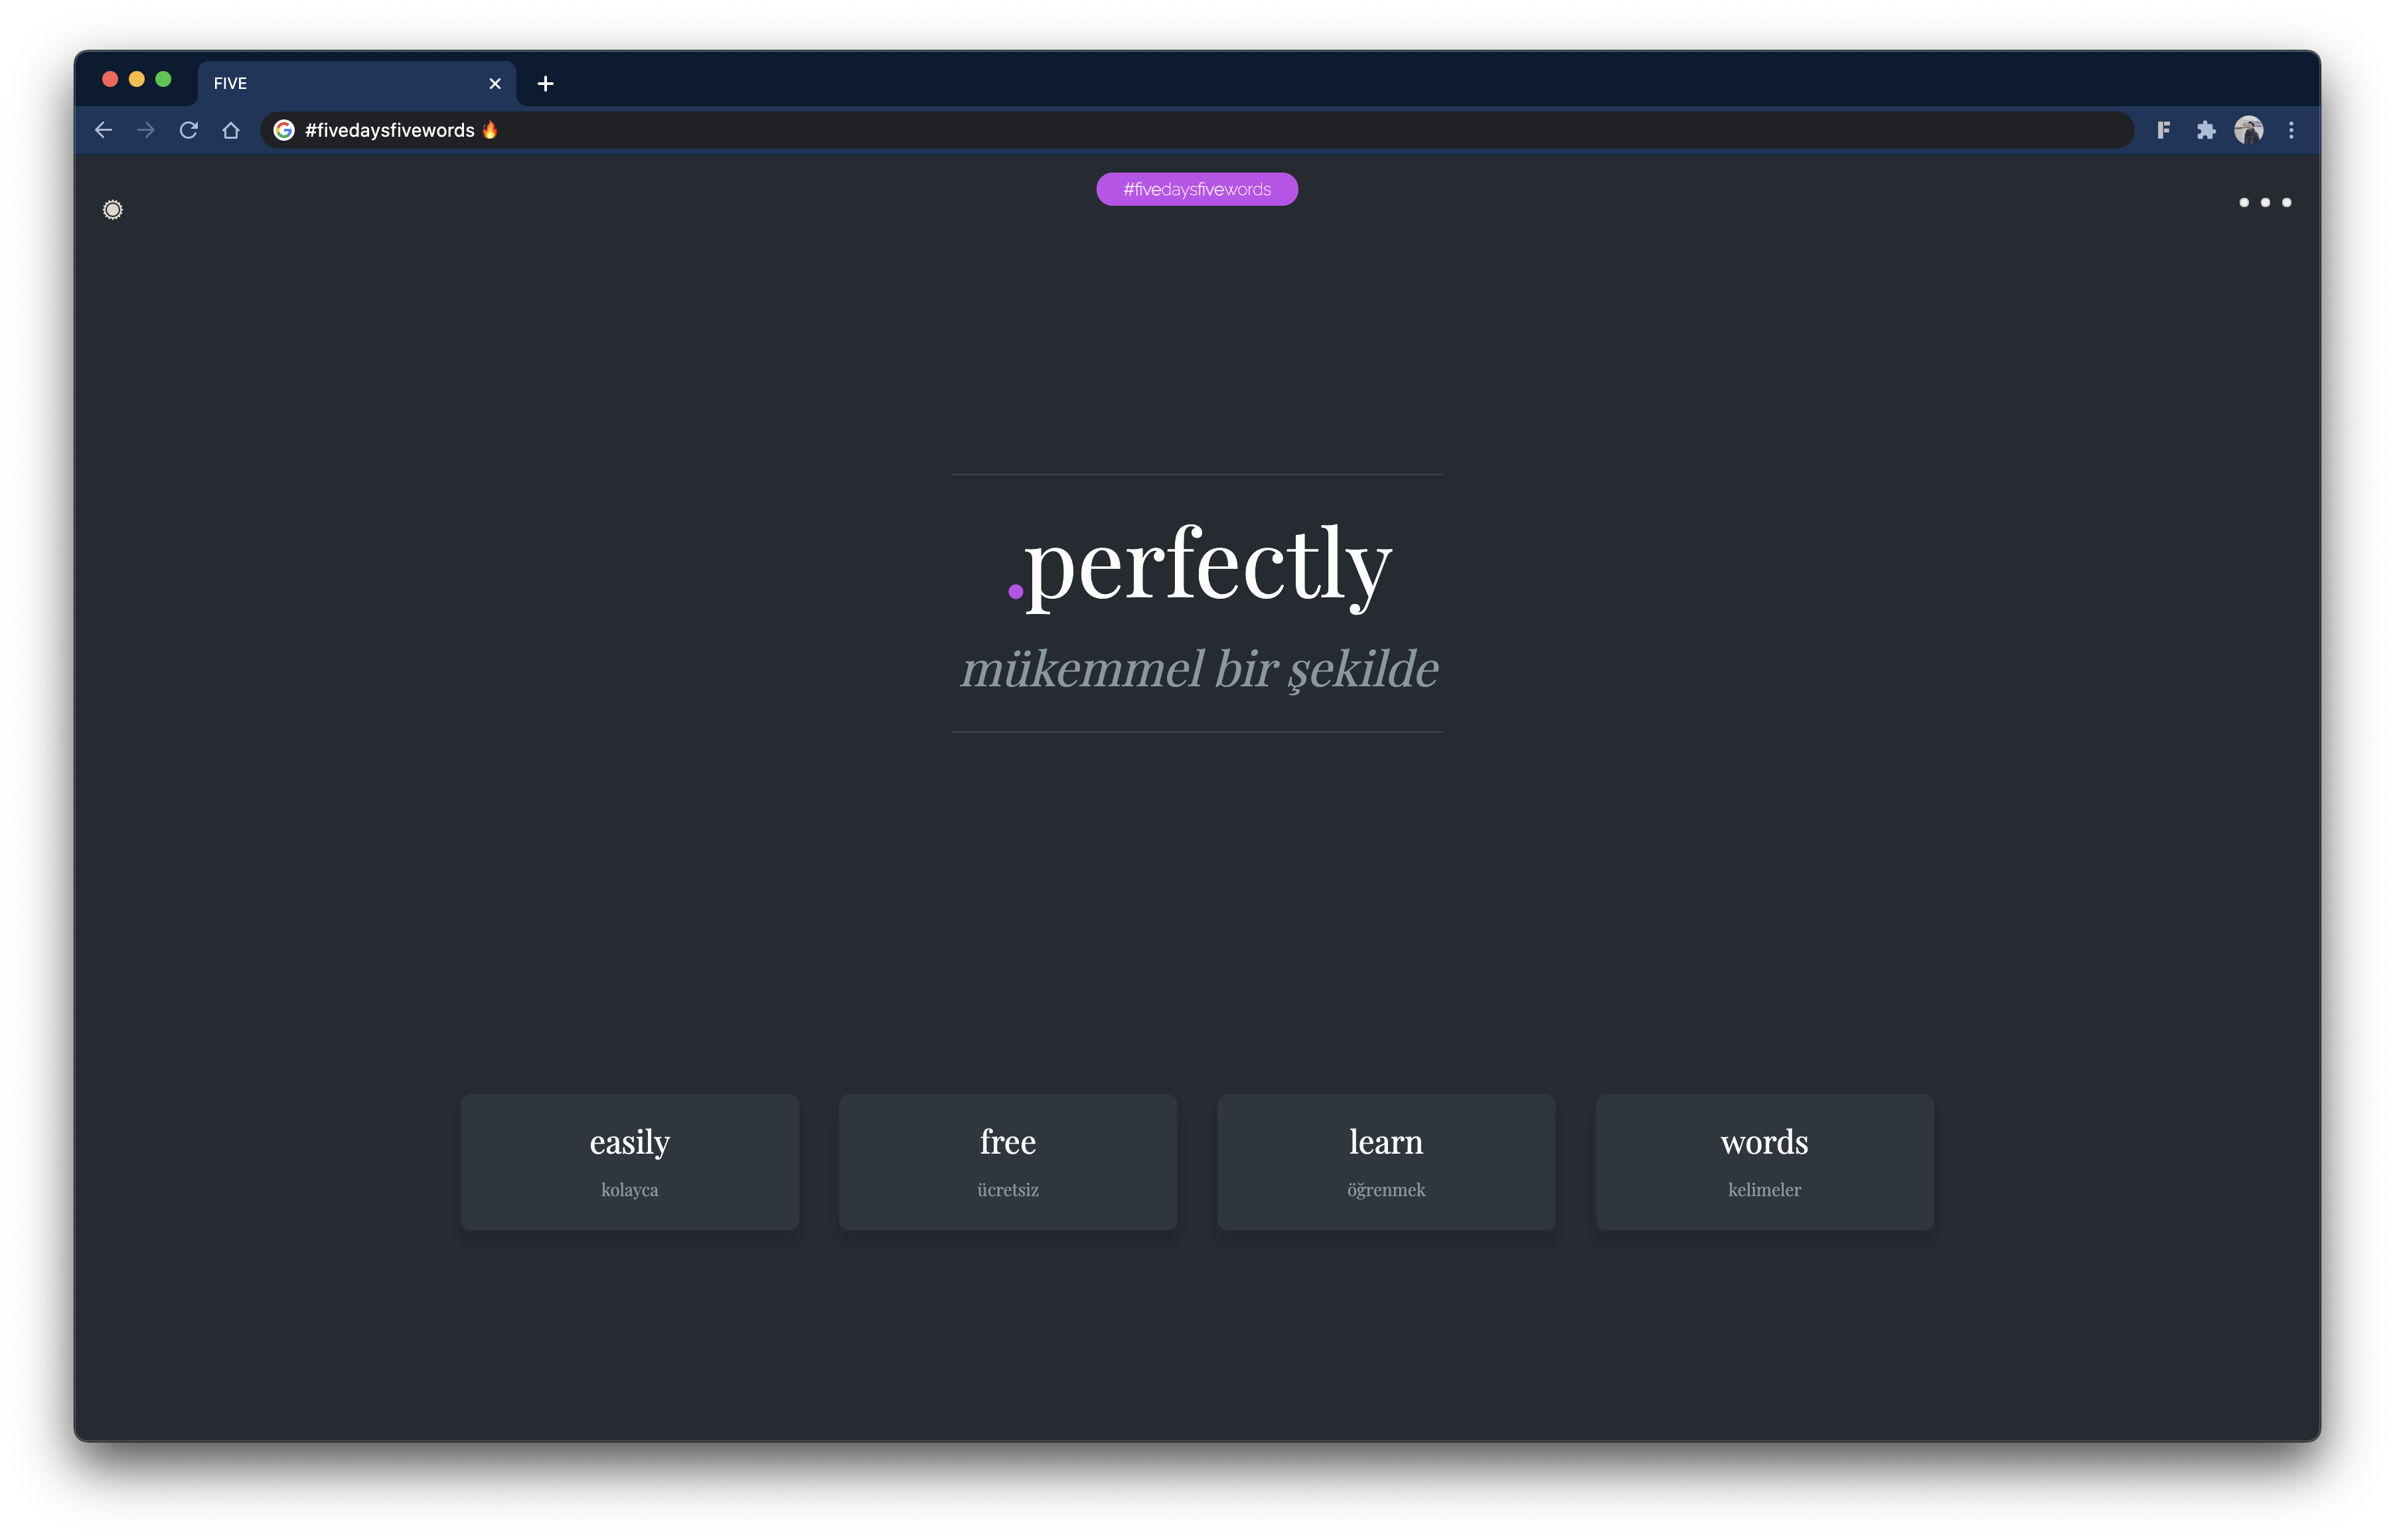 FIVE
#fivedaysfivewords 🔥
#fivedaysfivewords
.perfectly
mükemmel bir şekilde
easily
kolayca
free
ücretsiz
learn
öğrenmek
words
kelimeler